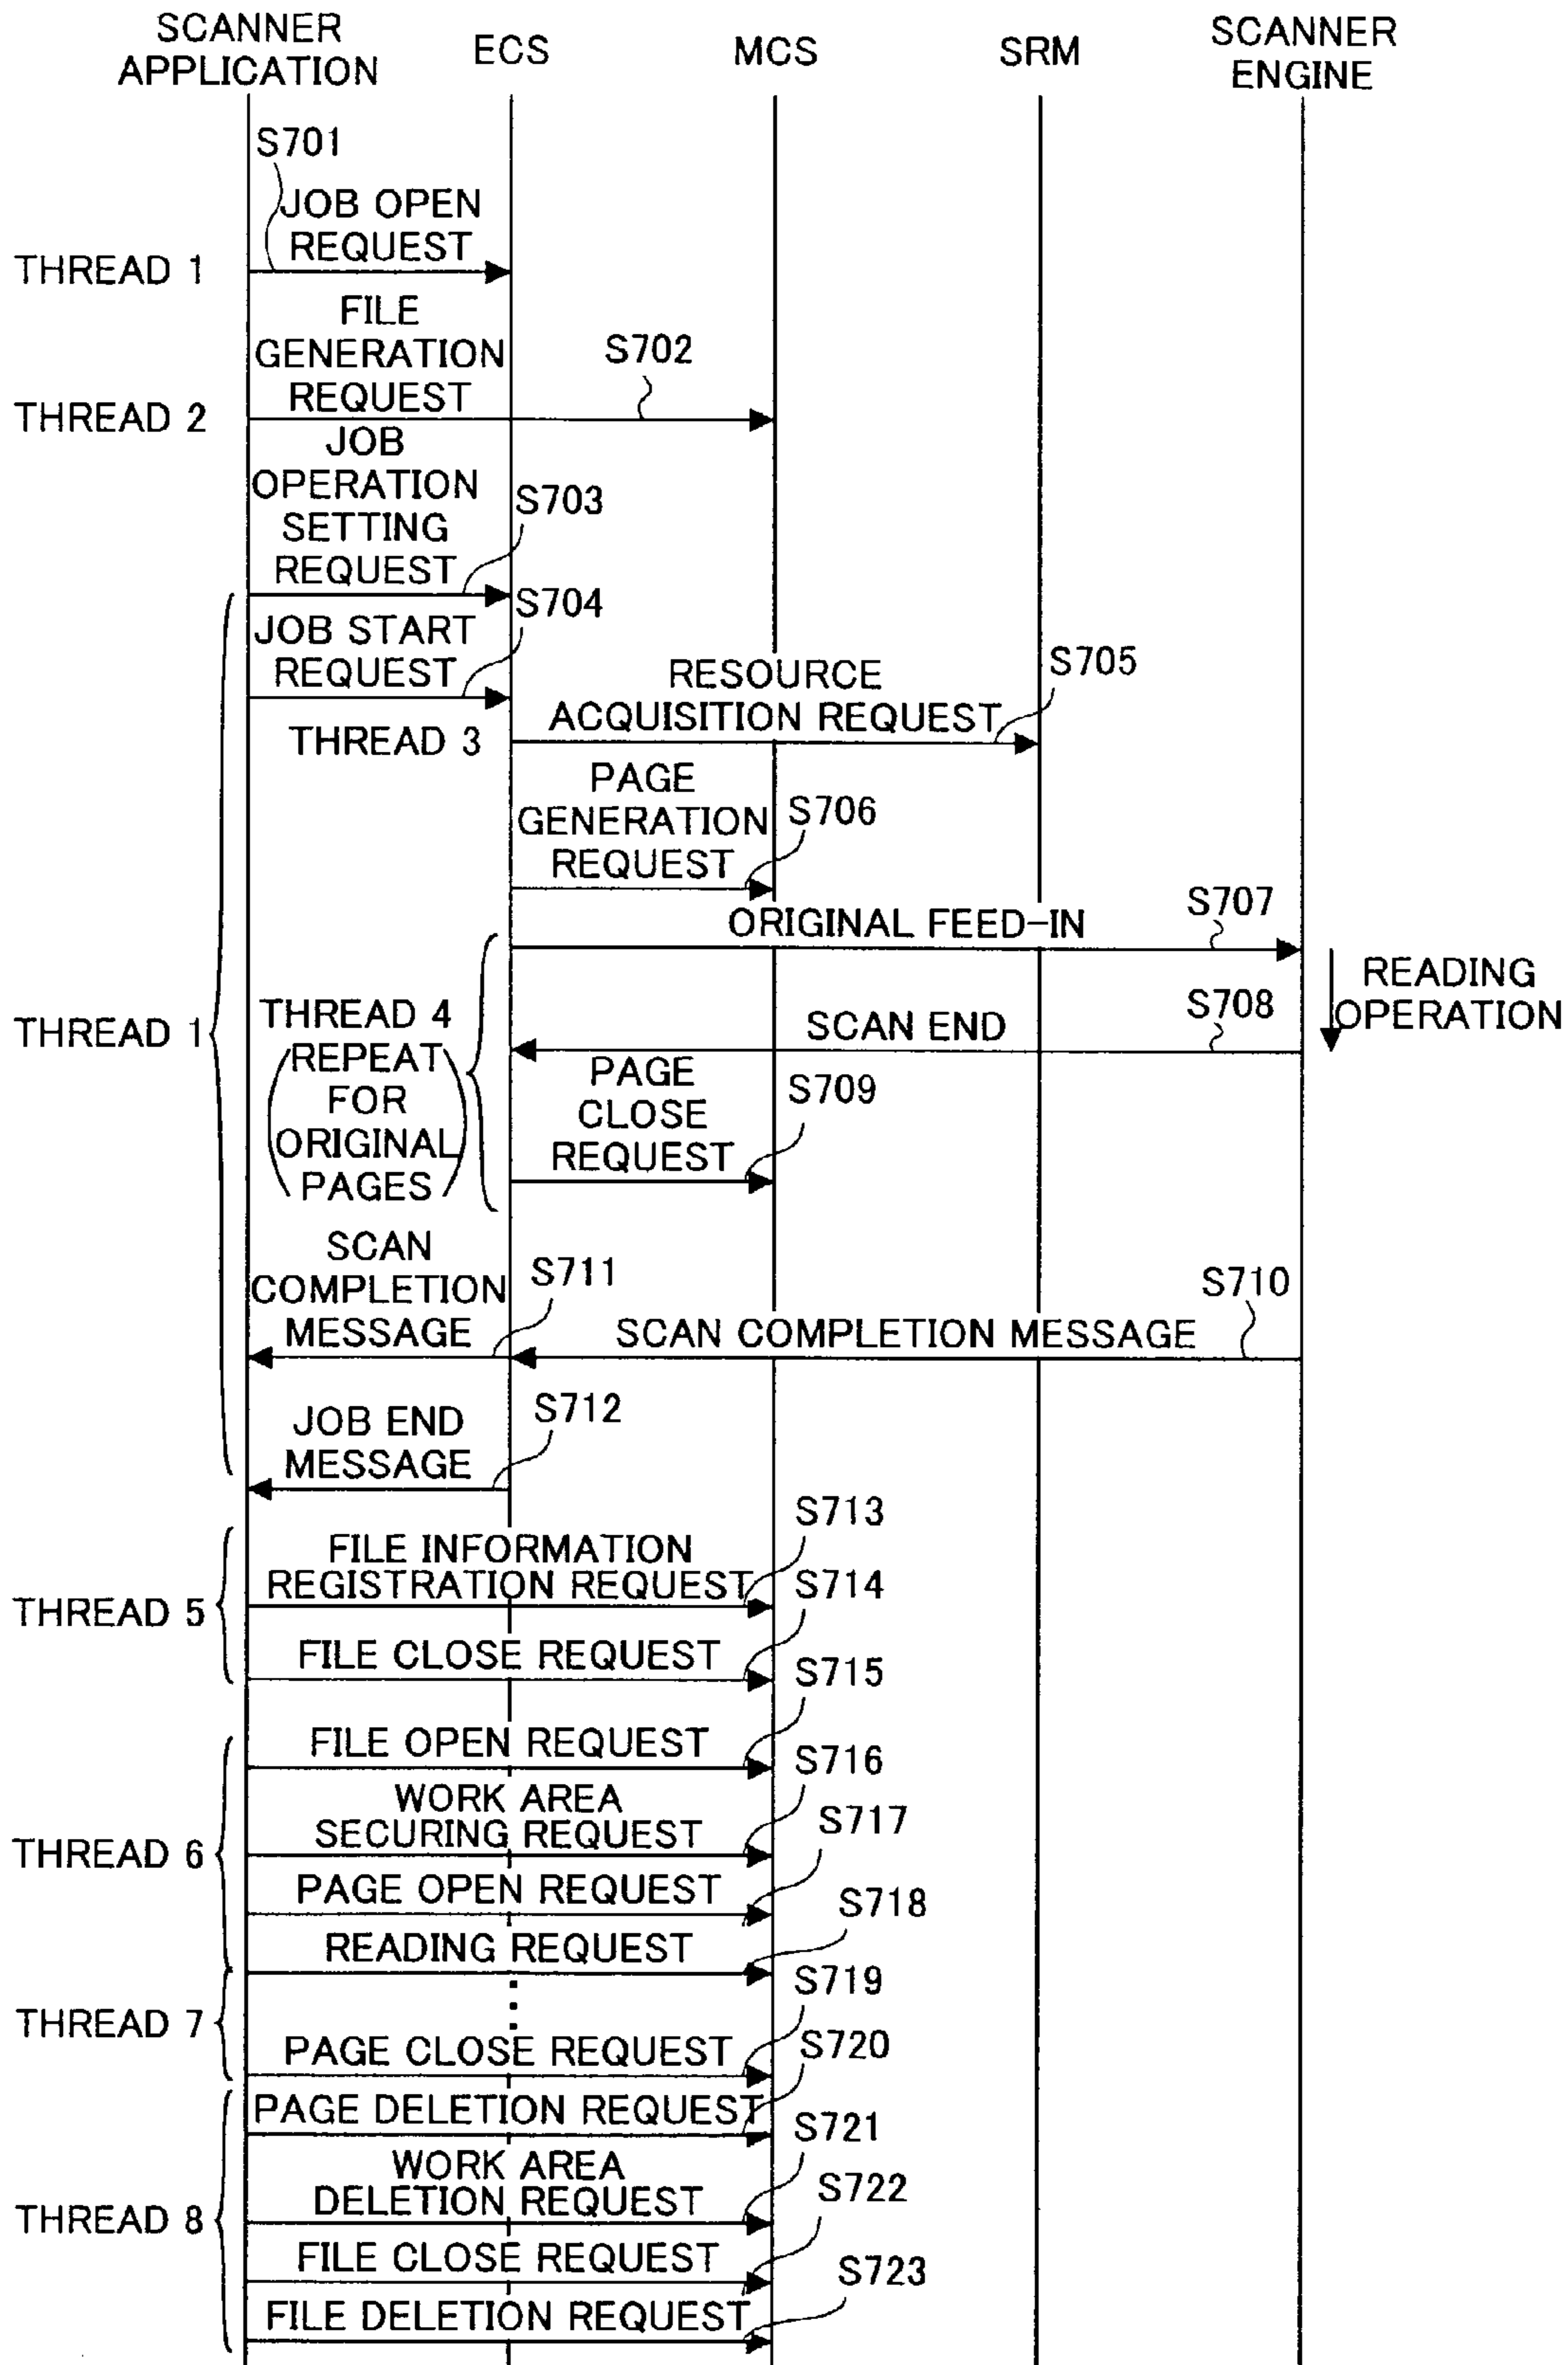 SCANNER
APPLICATION
ECS
MCS
SRM
SCANNER
ENGINE
S701
JOB OPEN
REQUEST
THREAD 1
FILE
GENERATION
REQUEST
S702
THREAD 2
JOB
OPERATION
SETTING
REQUEST
S703
S704
JOB START
REQUEST
RESOURCE
ACQUISITION REQUEST
S705
THREAD 3
PAGE
GENERATION
REQUEST
S706
ORIGINAL FEED-IN
S707
READING
OPERATION
THREAD 1
THREAD 4
REPEAT
FOR
ORIGINAL
PAGES
SCAN END
S708
PAGE
CLOSE
REQUEST
S709
SCAN
COMPLETION
MESSAGE
S711
SCAN COMPLETION MESSAGE
S710
JOB END
MESSAGE
S712
THREAD 5
FILE INFORMATION
REGISTRATION REQUEST
S713
FILE CLOSE REQUEST
S714
THREAD 6
FILE OPEN REQUEST
S715
WORK AREA
SECURING REQUEST
S716
PAGE OPEN REQUEST
S717
READING REQUEST
S718
THREAD 7
PAGE CLOSE REQUEST
S719
THREAD 8
PAGE DELETION REQUEST
S720
WORK AREA
DELETION REQUEST
S721
FILE CLOSE REQUEST
S722
FILE DELETION REQUEST
S723